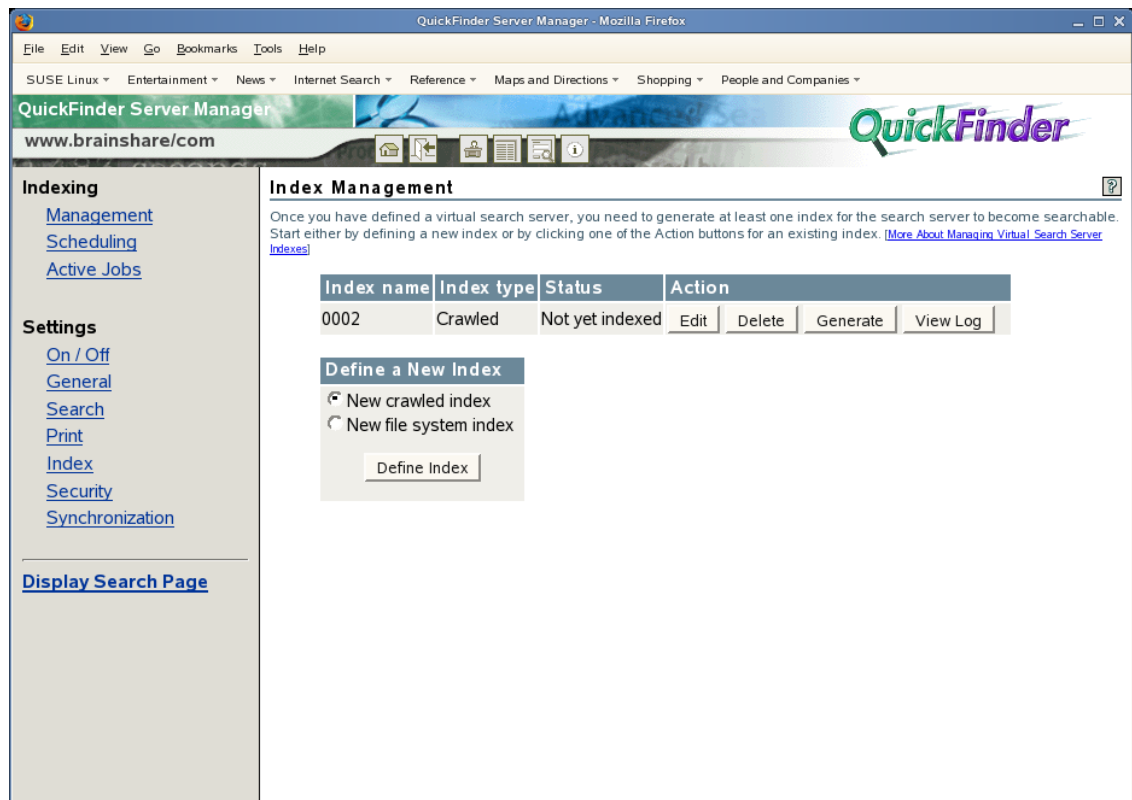 QuickFinder Server Manager - Mozilla Firefox
File Edit View Go Bookmarks Tools Help
SUSE Linux Entertainment News Internet Search Reference Maps and Directions Shopping People and Companies
QuickFinder Server Manager
www.brainshare/com
QuickFinder
Indexing
Management
Scheduling
Active Jobs
Settings
On / Off
General
Search
Print
Index
Security
Synchronization
Display Search Page
Index Management
?
Once you have defined a virtual search server, you need to generate at least one index for the search server to become searchable.
Start either by defining a new index or by clicking one of the Action buttons for an existing index. [More About Managing Virtual Search Server
Indexes]
Index name Index type Status Action
0002 Crawled Not yet indexed Edit Delete Generate View Log
Define a New Index
New crawled index
New file system index
Define Index